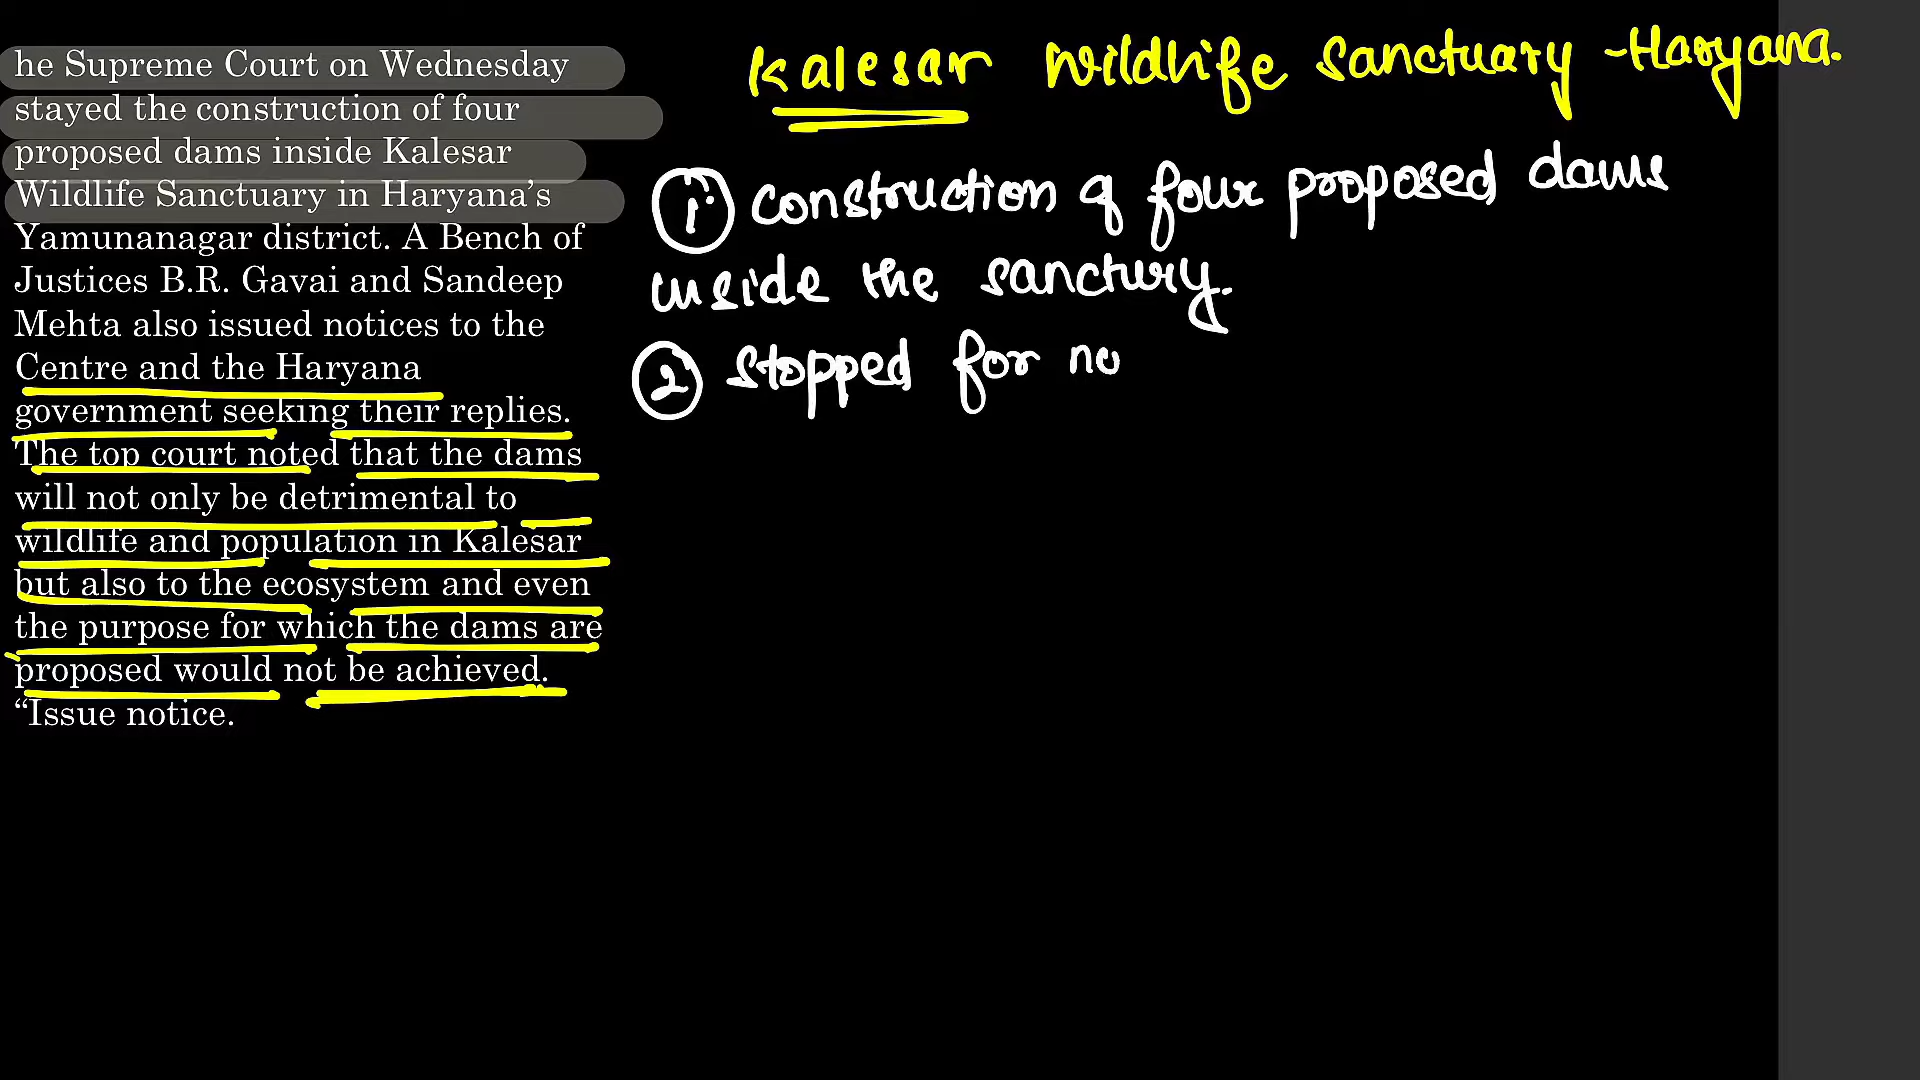 he Supreme Court on Wednesday
stayed the construction of four
proposed dams inside Kalesar
Wildlife Sanctuary in Haryana’s
Yamunanagar district. A Bench of
Justices B.R. Gavai and Sandeep
Mehta also issued notices to the
Centre and the Haryana
government seeking their replies.
The top court noted that the dams
will not only be detrimental to
wildlife and population in Kalesar
but also to the ecosystem and even
the purpose for which the dams are
proposed would not be achieved.
“Issue notice.
Kalesar Wildlife Sanctuary - Haryana.
1 construction of four proposed dams
inside the sanctury.
2 stopped for no